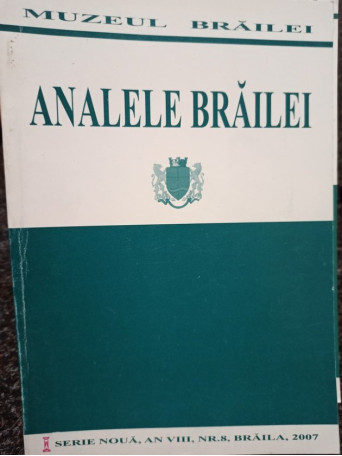 MUZEUL BRĂILEI
ANALELE BRĂILEI
SERIE NOUĂ, AN VIII, NR.8, BRĂILA, 2007